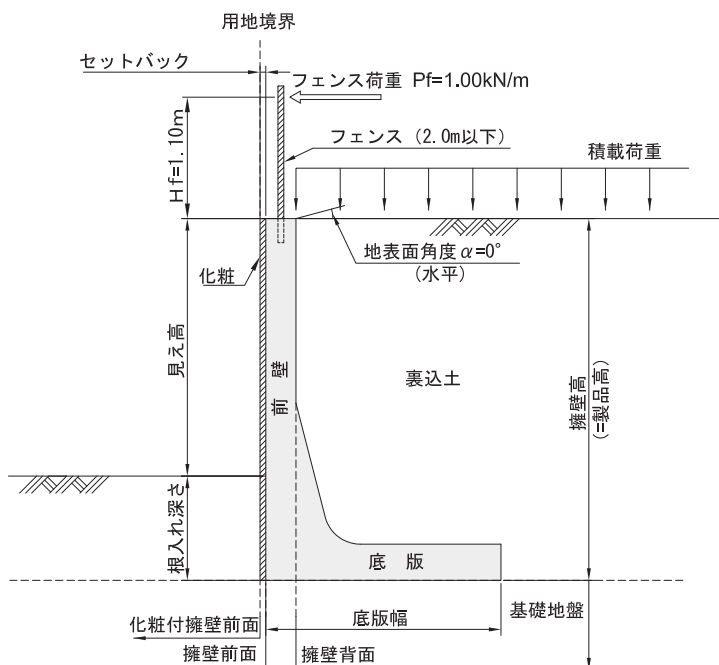 用地境界
セットバック
フェンス荷重 Pf=1.00kN/m
Hf=1.10m
フェンス（2.0m以下）
積載荷重
地表面角度α=0°
(水平)
化粧
見え高
前壁
裏込土
擁壁高
(=製品高)
根入れ深さ
底版
基礎地盤
化粧付擁壁前面
底版幅
擁壁前面
擁壁背面